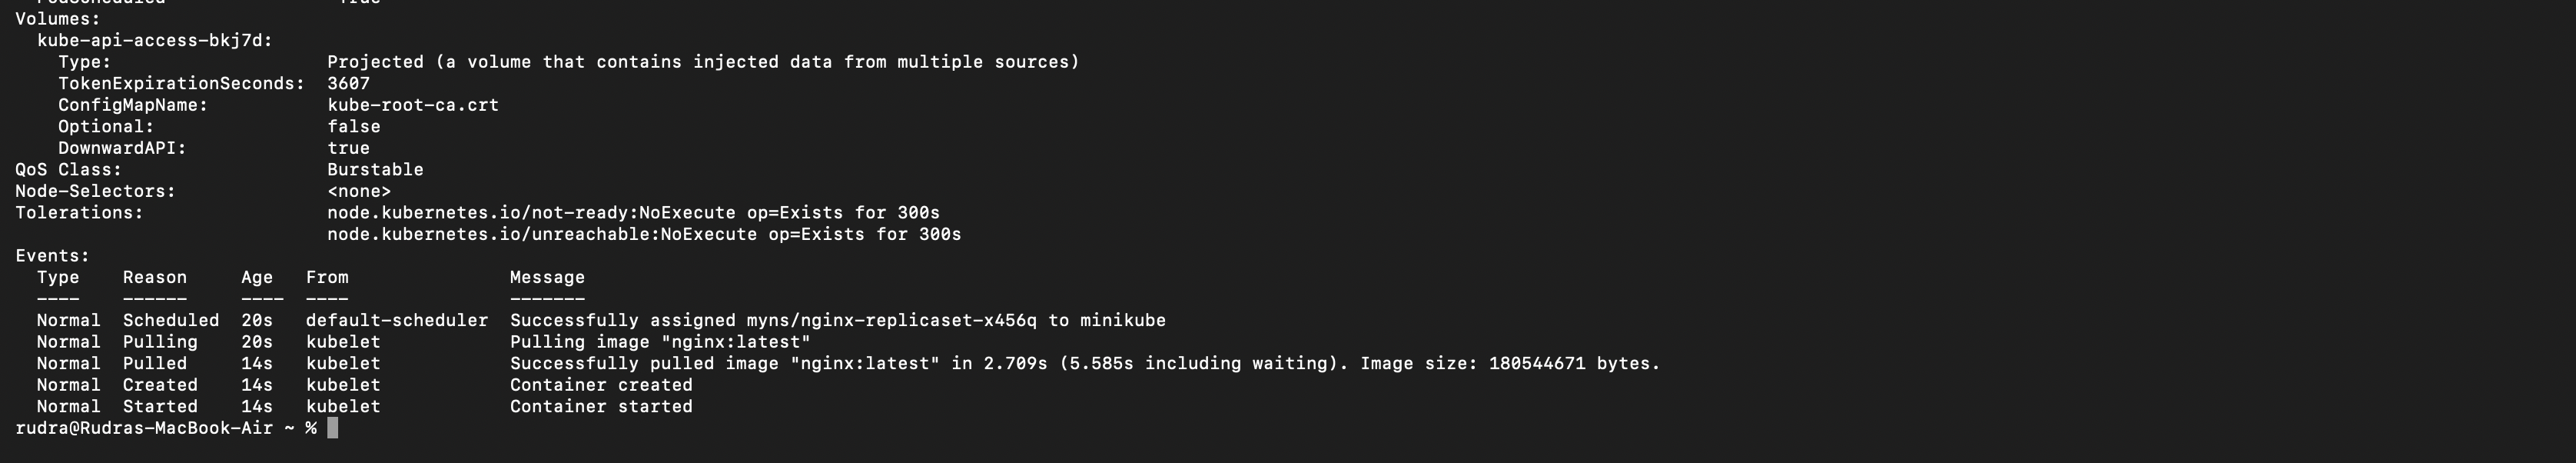 Volumes:
  kube-api-access-bkj7d:
    Type:                    Projected (a volume that contains injected data from multiple sources)
    TokenExpirationSeconds:  3607
    ConfigMapName:           kube-root-ca.crt
    Optional:                false
    DownwardAPI:             true
QoS Class:                   Burstable
Node-Selectors:              <none>
Tolerations:                 node.kubernetes.io/not-ready:NoExecute op=Exists for 300s
                             node.kubernetes.io/unreachable:NoExecute op=Exists for 300s
Events:
  Type    Reason     Age   From               Message
  ----    ------     ----  ----               -------
  Normal  Scheduled  20s   default-scheduler  Successfully assigned myns/nginx-replicaset-x456q to minikube
  Normal  Pulling    20s   kubelet            Pulling image "nginx:latest"
  Normal  Pulled     14s   kubelet            Successfully pulled image "nginx:latest" in 2.709s (5.585s including waiting). Image size: 180544671 bytes.
  Normal  Created    14s   kubelet            Container created
  Normal  Started    14s   kubelet            Container started
rudra@Rudras-MacBook-Air ~ %